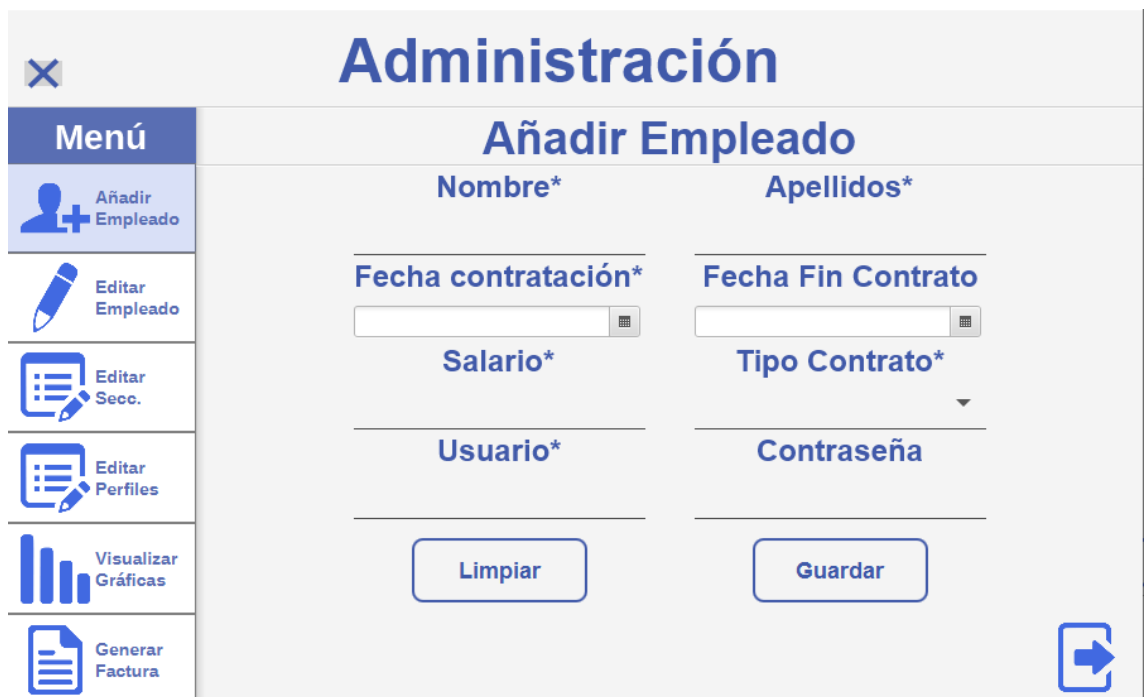 Administración
Menú
Añadir
Empleado
Editar
Empleado
Editar
Secc.
Editar
Perfiles
Visualizar
Gráficas
Generar
Factura
Añadir Empleado
Nombre*
Apellidos*
Fecha contratación*
Fecha Fin Contrato
Salario*
Tipo Contrato*
Usuario*
Contraseña
Limpiar
Guardar